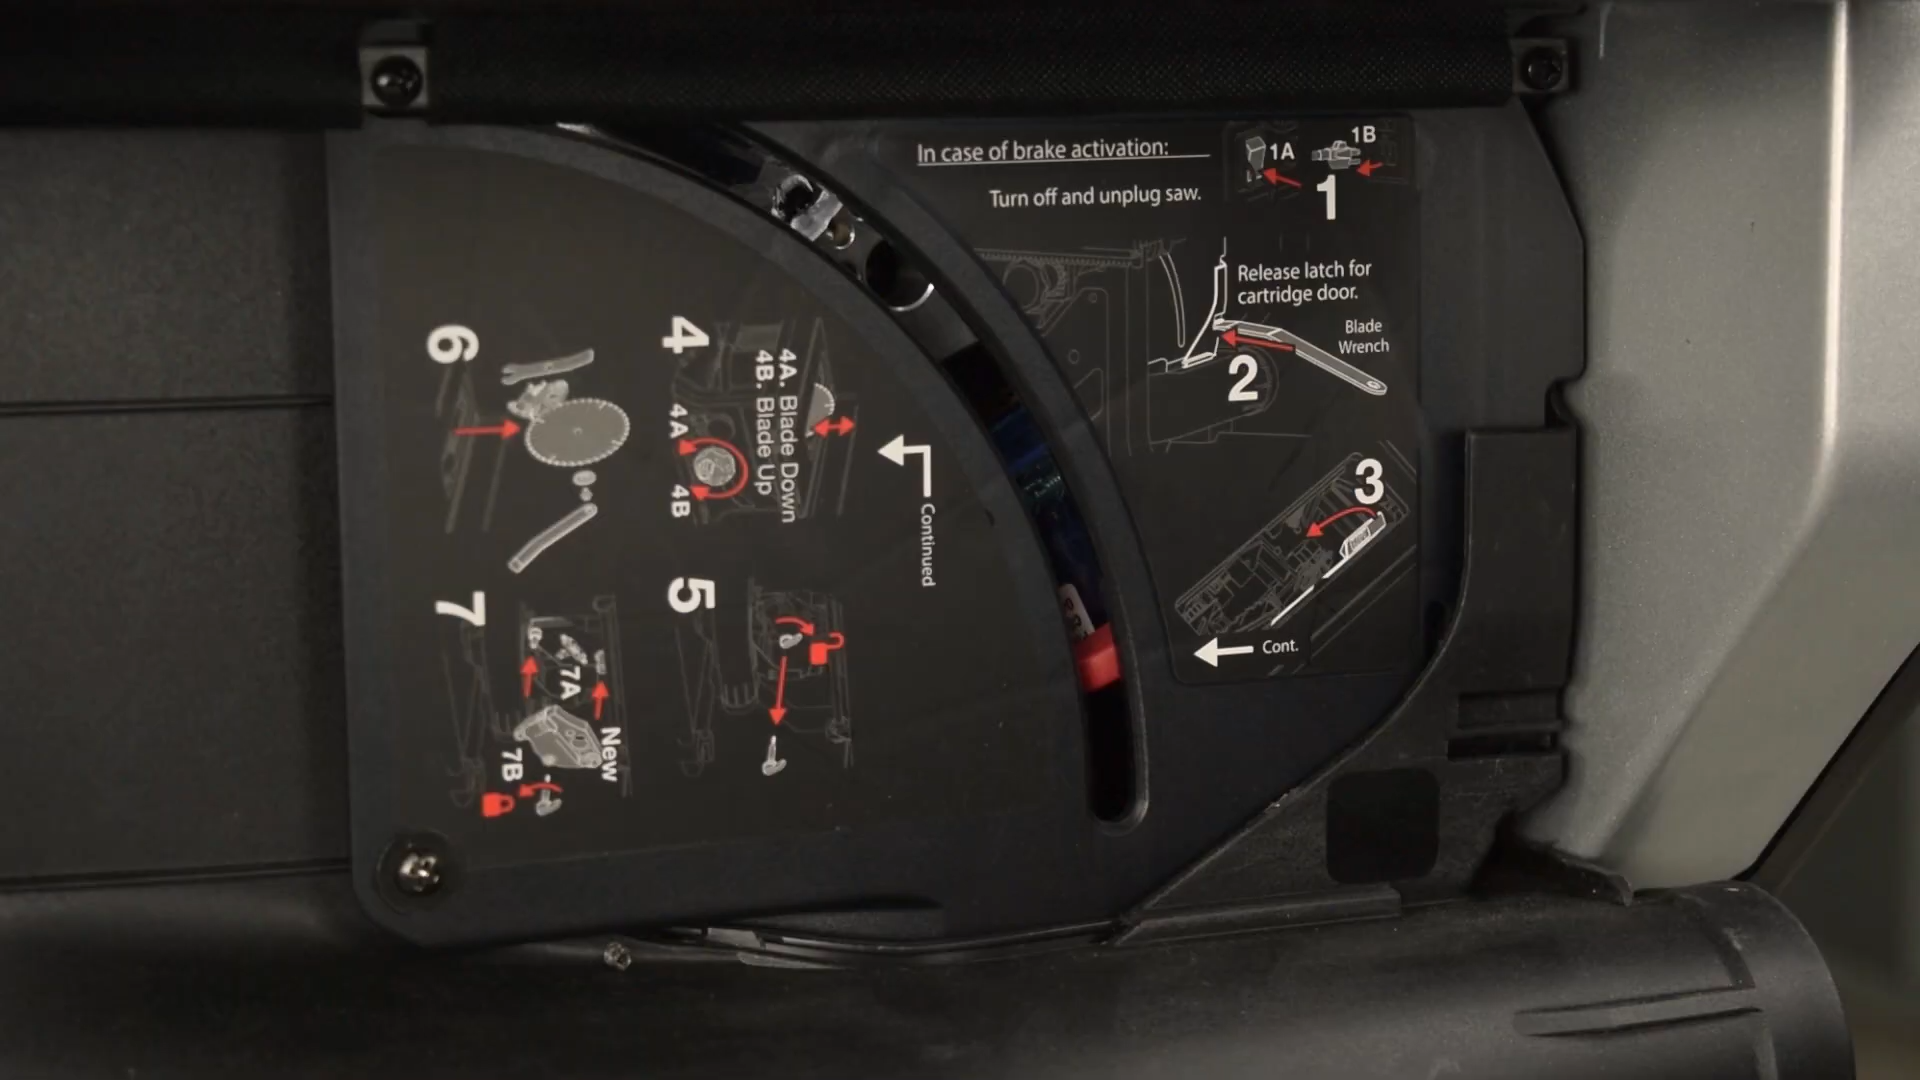 In case of brake activation:
Turn off and unplug saw.
1A
1B
1
Release latch for
cartridge door.
Blade
Wrench
2
3
Cont.
Continued
4
4A. Blade Down
4B. Blade Up
4A
4B
5
6
7
7A
New
7B